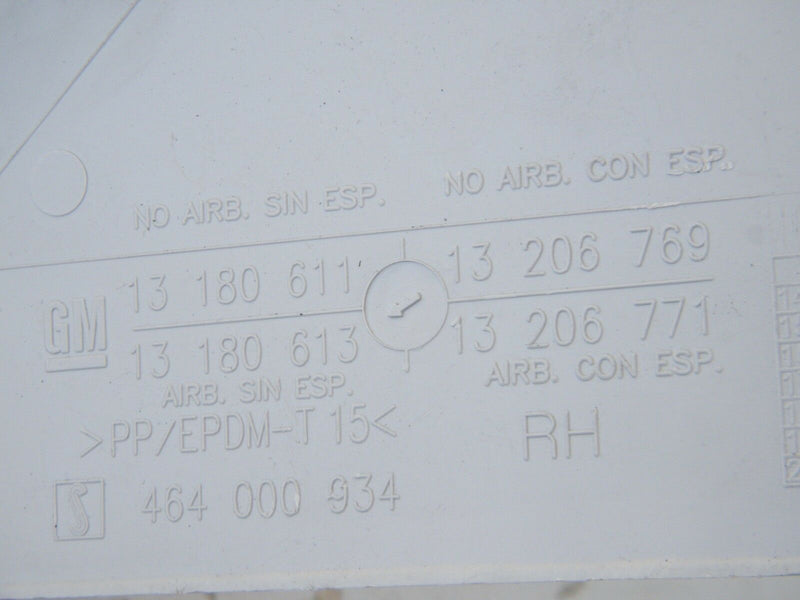 NO AIRB. SIN ESP. NO AIRB. CON ESP.
GM 13 180 611 13 206 769
13 180 613 13 206 771
AIRB. SIN ESP. AIRB. CON ESP.
>PP/EPDM-T 15< RH
S 464 000 934